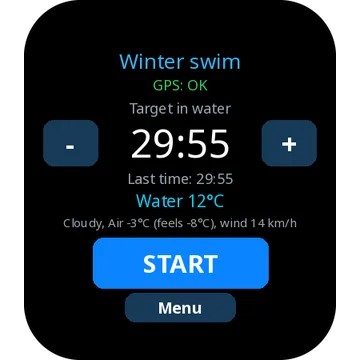 Winter swim
GPS: OK
Target in water
- 29:55 +
Last time: 29:55
Water 12°C
Cloudy, Air -3°C (feels -8°C), wind 14 km/h
START
Menu